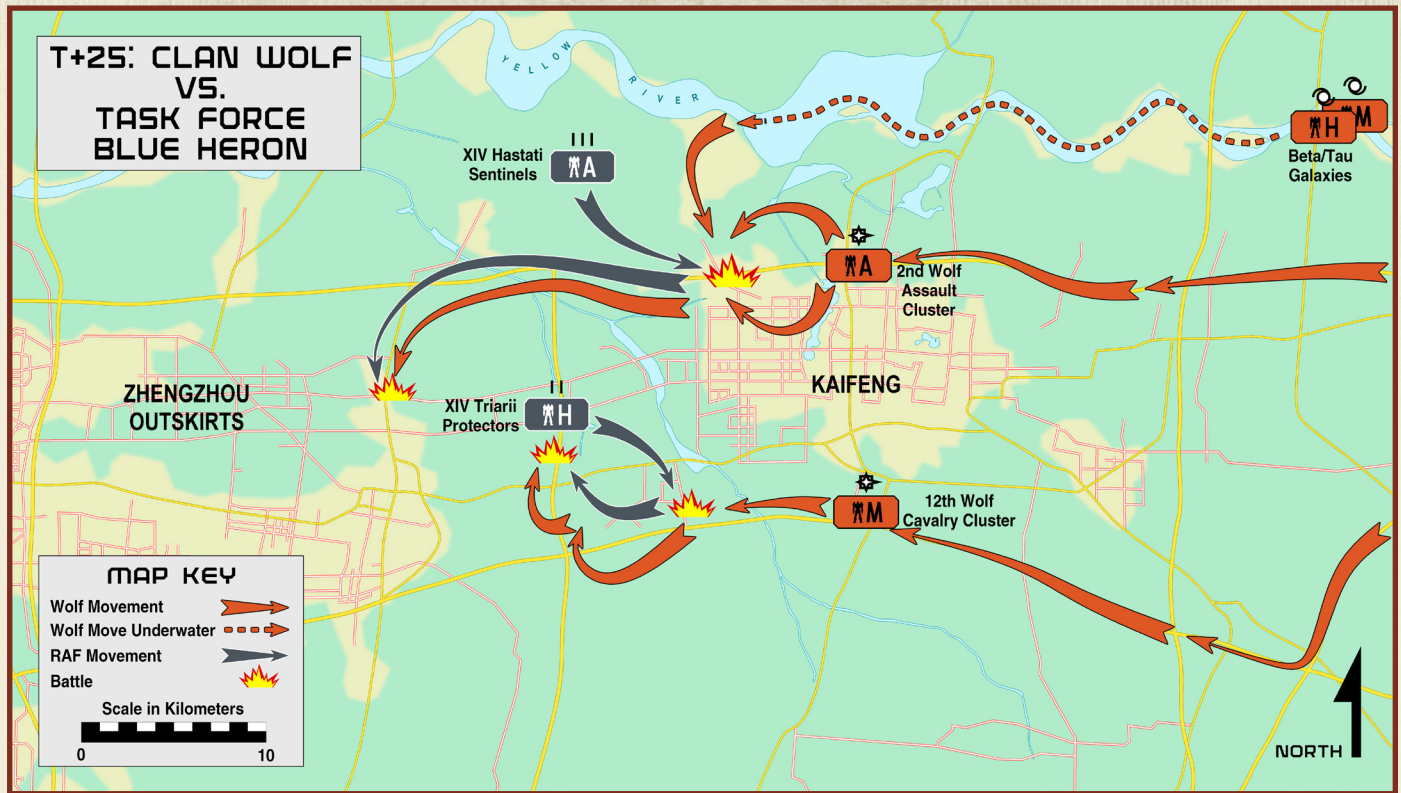 T+25: CLAN WOLF
VS.
TASK FORCE
BLUE HERON
YELLOW
RIVER
XIV Hastati
Sentinels
III
A
H
M
Beta/Tau
Galaxies
A
2nd Wolf
Assault
Cluster
ZHENGZHOU
OUTSKIRTS
KAIFENG
XIV Triarii
Protectors
II
H
M
12th Wolf
Cavalry Cluster
MAP KEY
Wolf Movement
Wolf Move Underwater
RAF Movement
Battle
Scale in Kilometers
0 10
NORTH